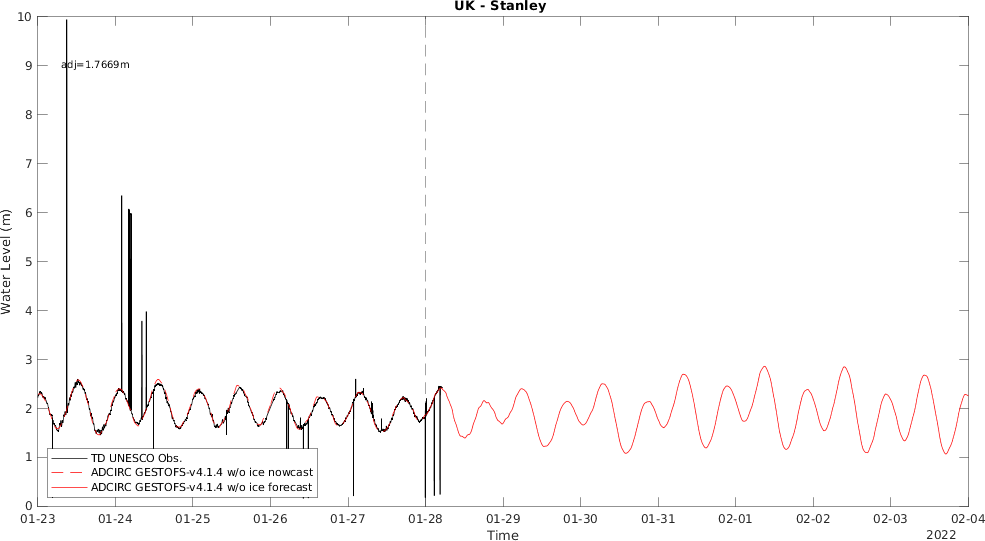 UK - Stanley
10
9
8
7
6
5
4
3
2
1
0
Water Level (m)
adj=1.7669m
TD UNESCO Obs.
ADCIRC GESTOFS-v4.1.4 w/o ice nowcast
ADCIRC GESTOFS-v4.1.4 w/o ice forecast
01-23 01-24 01-25 01-26 01-27 01-28 01-29 01-30 01-31 02-01 02-02 02-03 02-04
Time
2022